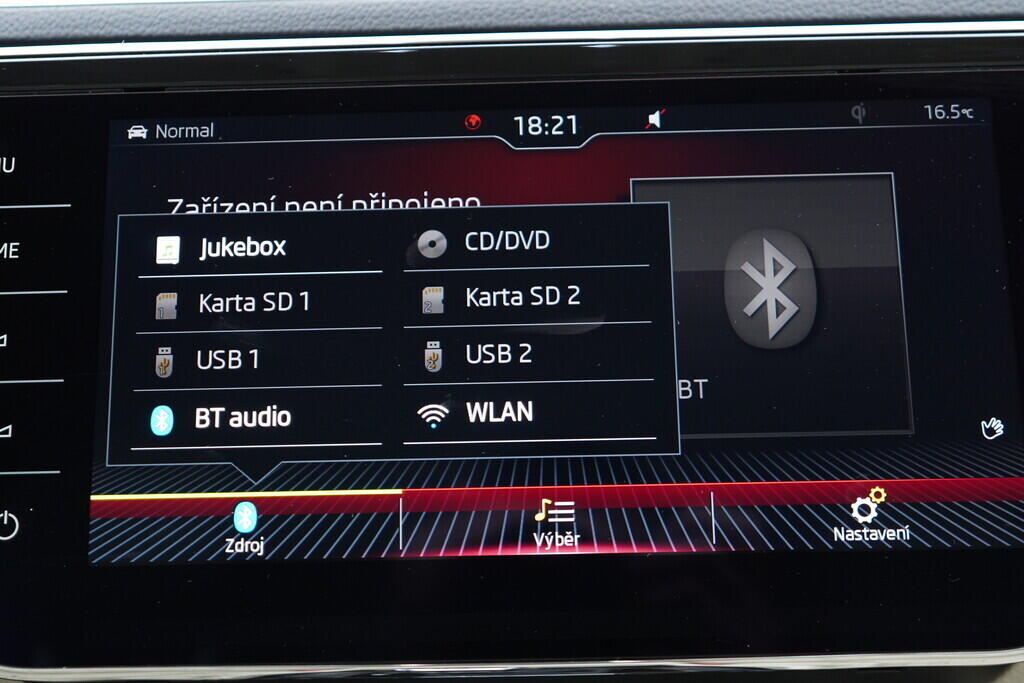 Normal
18:21
16.5°C
Zařízení není připojeno
Jukebox
CD/DVD
Karta SD 1
Karta SD 2
USB 1
USB 2
BT audio
WLAN
BT
Zdroj
Výběr
Nastavení